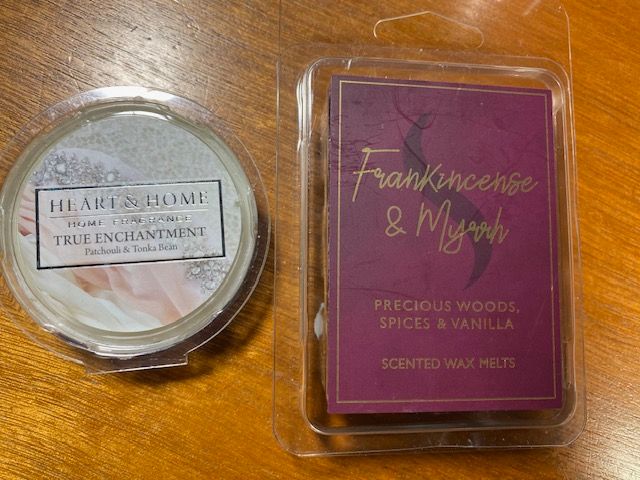 HEART & HOME
HOME FRAGRANCE
TRUE ENCHANTMENT
Patchouli & Tonka Bean
Frankincense
& Myrrh
PRECIOUS WOODS,
SPICES & VANILLA
SCENTED WAX MELTS